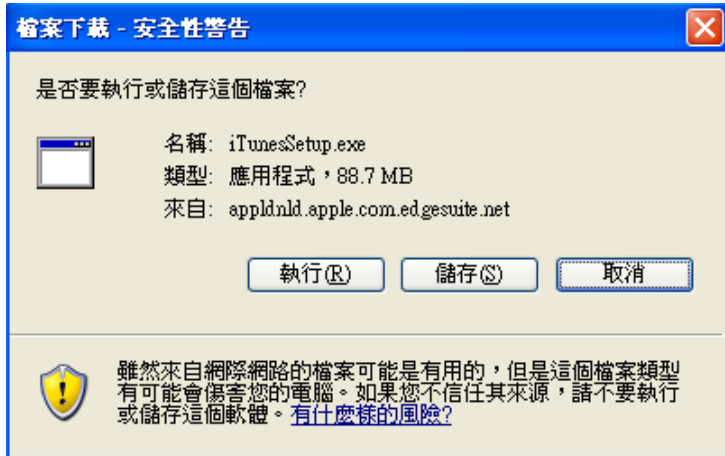 檔案下載 - 安全性警告
是否要執行或儲存這個檔案?
名稱: iTunesSetup.exe
類型: 應用程式，88.7 MB
來自: appldnld.apple.com.edgesuite.net
執行(R) 儲存(S) 取消
雖然來自網際網路的檔案可能是有用的，但是這個檔案類型
有可能會傷害您的電腦。如果您不信任其來源，請不要執行
或儲存這個軟體。有什麼樣的風險?